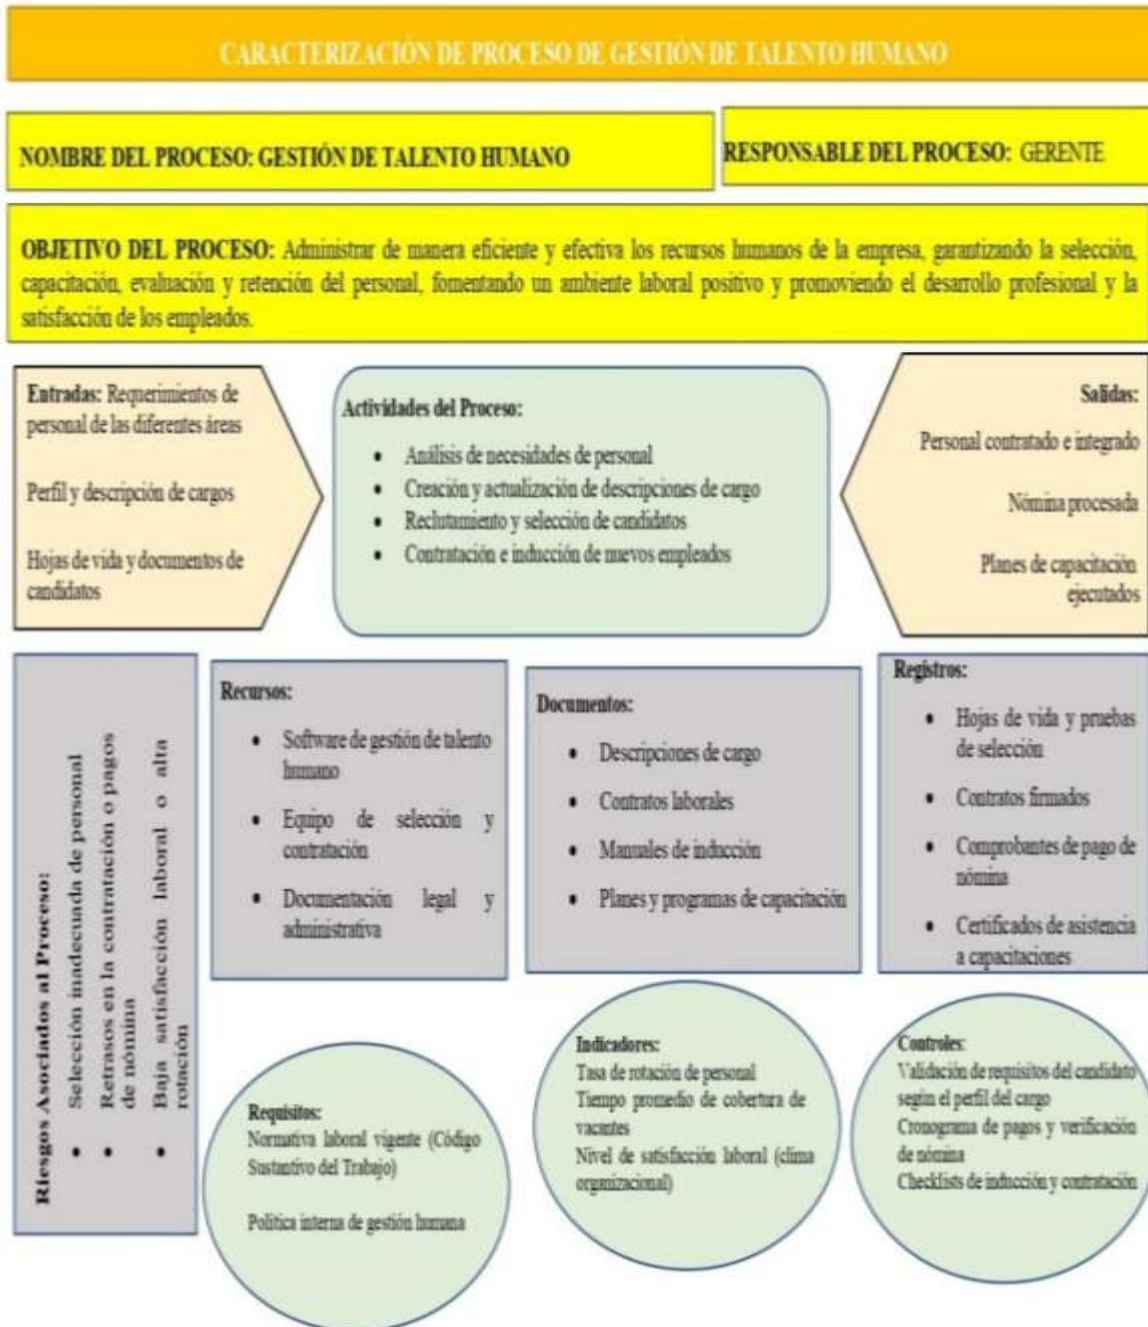 CARACTERIZACIÓN DE PROCESO DE GESTIÓN DE TALENTO HUMANO
NOMBRE DEL PROCESO: GESTIÓN DE TALENTO HUMANO
RESPONSABLE DEL PROCESO: GERENTE
OBJETIVO DEL PROCESO: Administrar de manera eficiente y efectiva los recursos humanos de la empresa, garantizando la selección,
capacitación, evaluación y retención del personal, fomentando un ambiente laboral positivo y promoviendo el desarrollo profesional y la
satisfacción de los empleados.
Entradas: Requerimientos de
personal de las diferentes áreas
Perfil y descripción de cargos
Hojas de vida y documentos de
candidatos
Actividades del Proceso:
• Análisis de necesidades de personal
• Creación y actualización de descripciones de cargo
• Reclutamiento y selección de candidatos
• Contratación e inducción de nuevos empleados
Salidas:
Personal contratado e integrado
Nómina procesada
Planes de capacitación
ejecutados
Riesgos Asociados al Proceso:
• Selección inadecuada de personal
• Retrasos en la contratación o pagos
de nómina
• Baja satisfacción laboral o alta
rotación
Recursos:
• Software de gestión de talento
humano
• Equipo de selección y
contratación
• Documentación legal y
administrativa
Documentos:
• Descripciones de cargo
• Contratos laborales
• Manuales de inducción
• Planes y programas de capacitación
Registros:
• Hojas de vida y pruebas
de selección
• Contratos firmados
• Comprobantes de pago de
nómina
• Certificados de asistencia
a capacitaciones
Requisitos:
Normativa laboral vigente (Código
Sustantivo del Trabajo)
Política interna de gestión humana
Indicadores:
Tasa de rotación de personal
Tiempo promedio de cobertura de
vacantes
Nivel de satisfacción laboral (clima
organizacional)
Controles:
Validación de requisitos del candidato
según el perfil del cargo
Cronograma de pagos y verificación
de nómina
Checklists de inducción y contratación